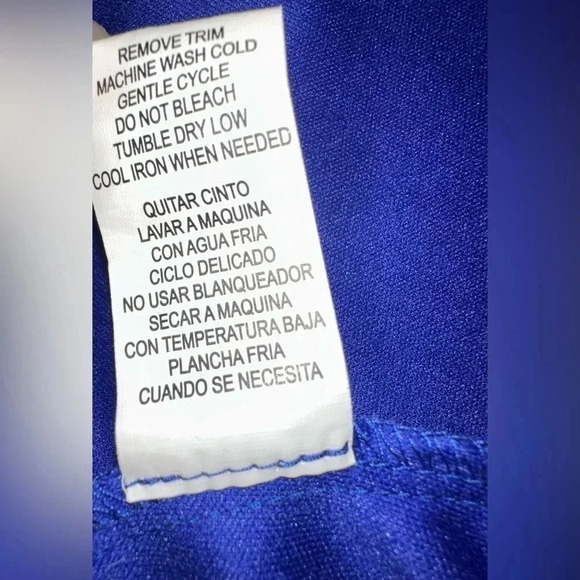 REMOVE TRIM
MACHINE WASH COLD
GENTLE CYCLE
DO NOT BLEACH
TUMBLE DRY LOW
COOL IRON WHEN NEEDED
QUITAR CINTO
LAVAR A MAQUINA
CON AGUA FRIA
CICLO DELICADO
NO USAR BLANQUEADOR
SECAR A MAQUINA
CON TEMPERATURA BAJA
PLANCHA FRIA
CUANDO SE NECESITA